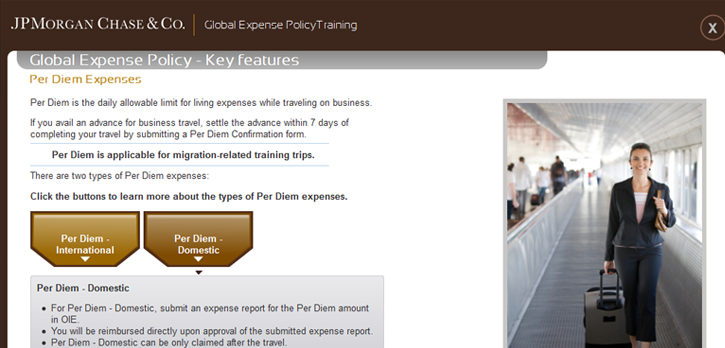 JPMORGAN CHASE & CO. Global Expense PolicyTraining
X
Global Expense Policy - Key features
Per Diem Expenses
Per Diem is the daily allowable limit for living expenses while traveling on business.
If you avail an advance for business travel, settle the advance within 7 days of
completing your travel by submitting a Per Diem Confirmation form.
Per Diem is applicable for migration-related training trips.
There are two types of Per Diem expenses:
Click the buttons to learn more about the types of Per Diem expenses.
Per Diem -
International
Per Diem -
Domestic
Per Diem - Domestic
• For Per Diem - Domestic, submit an expense report for the Per Diem amount
in OIE.
• You will be reimbursed directly upon approval of the submitted expense report.
• Per Diem - Domestic can be only claimed after the travel.